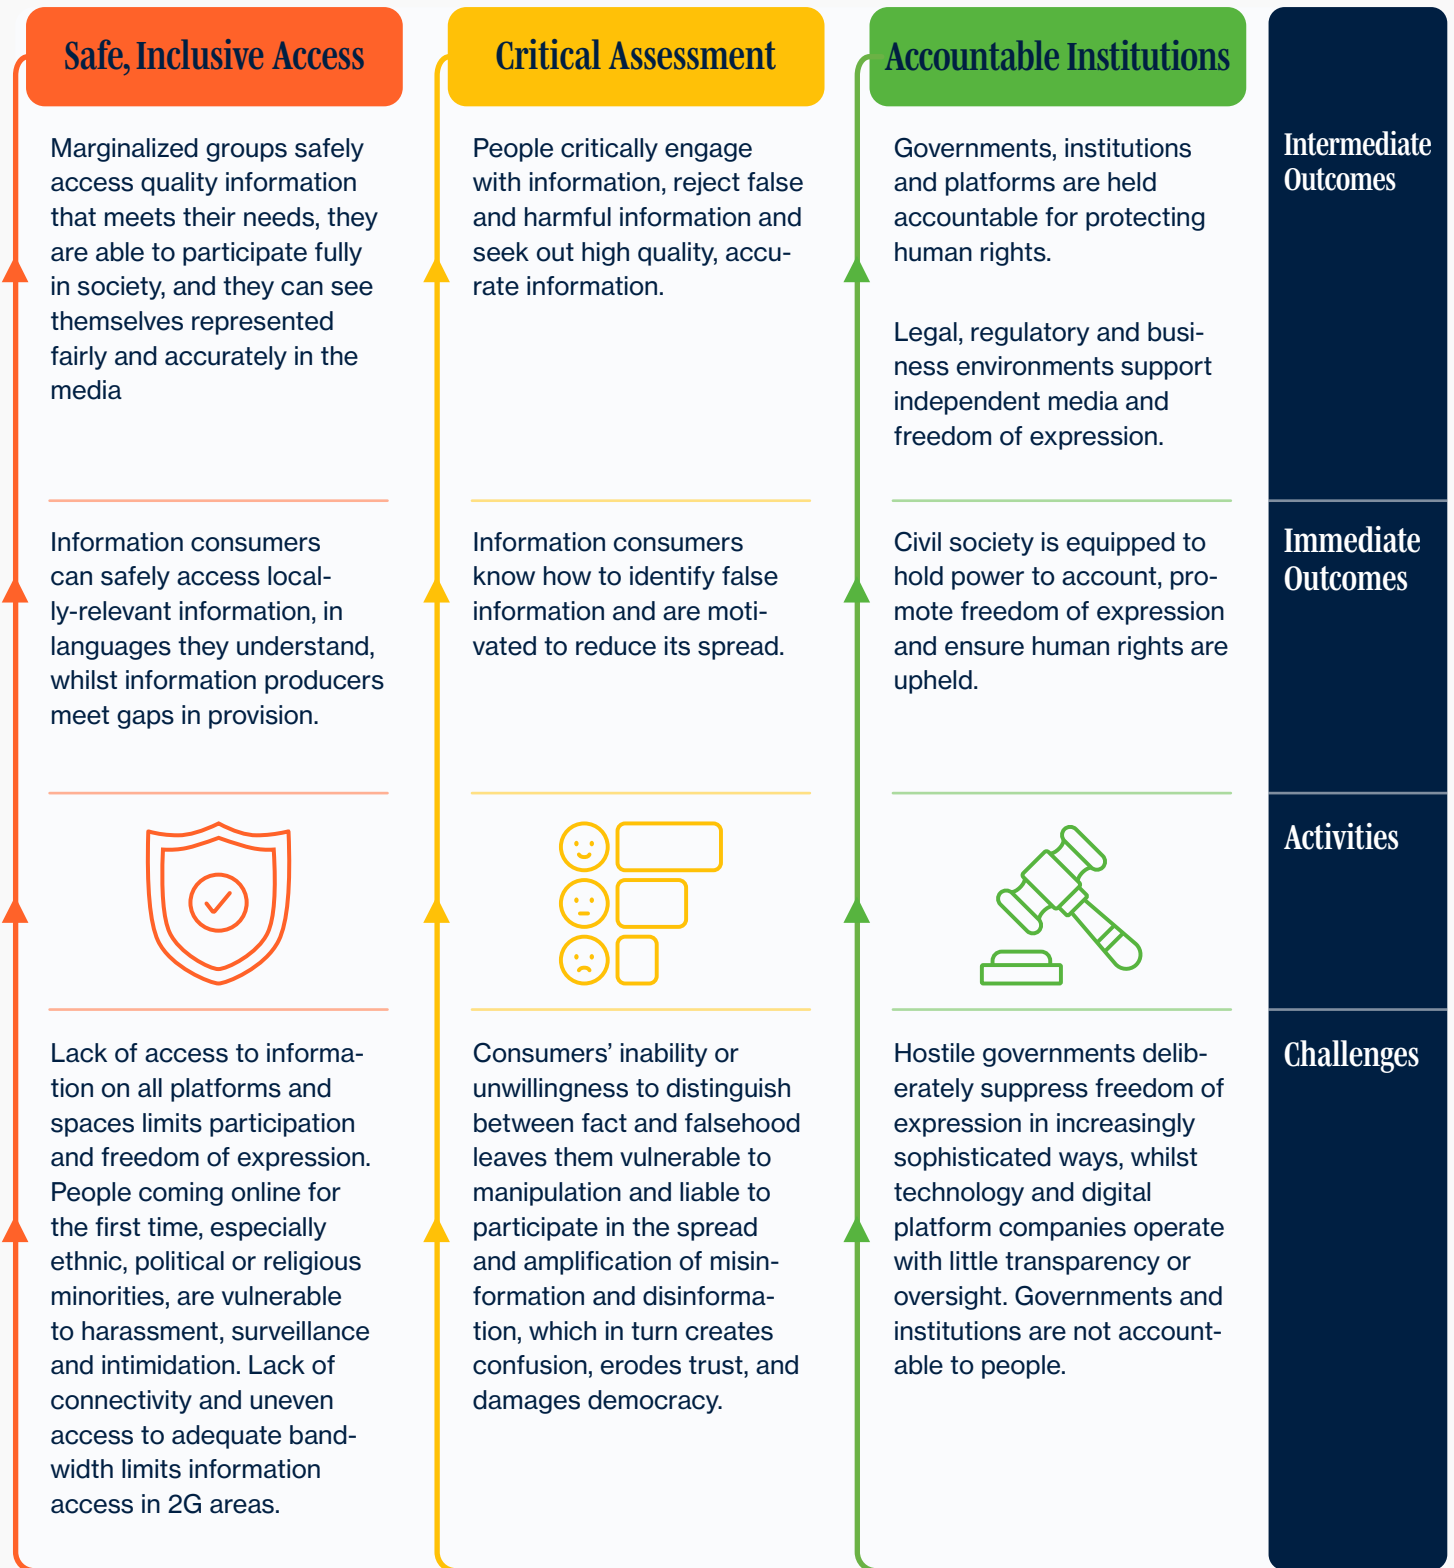 Safe, Inclusive Access
Marginalized groups safely
access quality information
that meets their needs, they
are able to participate fully
in society, and they can see
themselves represented
fairly and accurately in the
media
Information consumers
can safely access local-
ly-relevant information, in
languages they understand,
whilst information producers
meet gaps in provision.
Lack of access to informa-
tion on all platforms and
spaces limits participation
and freedom of expression.
People coming online for
the first time, especially
ethnic, political or religious
minorities, are vulnerable
to harassment, surveillance
and intimidation. Lack of
connectivity and uneven
access to adequate band-
width limits information
access in 2G areas.
Critical Assessment
People critically engage
with information, reject false
and harmful information and
seek out high quality, accu-
rate information.
Information consumers
know how to identify false
information and are moti-
vated to reduce its spread.
Consumers’ inability or
unwillingness to distinguish
between fact and falsehood
leaves them vulnerable to
manipulation and liable to
participate in the spread
and amplification of misin-
formation and disinforma-
tion, which in turn creates
confusion, erodes trust, and
damages democracy.
Accountable Institutions
Governments, institutions
and platforms are held
accountable for protecting
human rights.
Legal, regulatory and busi-
ness environments support
independent media and
freedom of expression.
Civil society is equipped to
hold power to account, pro-
mote freedom of expression
and ensure human rights are
upheld.
Hostile governments delib-
erately suppress freedom of
expression in increasingly
sophisticated ways, whilst
technology and digital
platform companies operate
with little transparency or
oversight. Governments and
institutions are not account-
able to people.
Intermediate
Outcomes
Immediate
Outcomes
Activities
Challenges